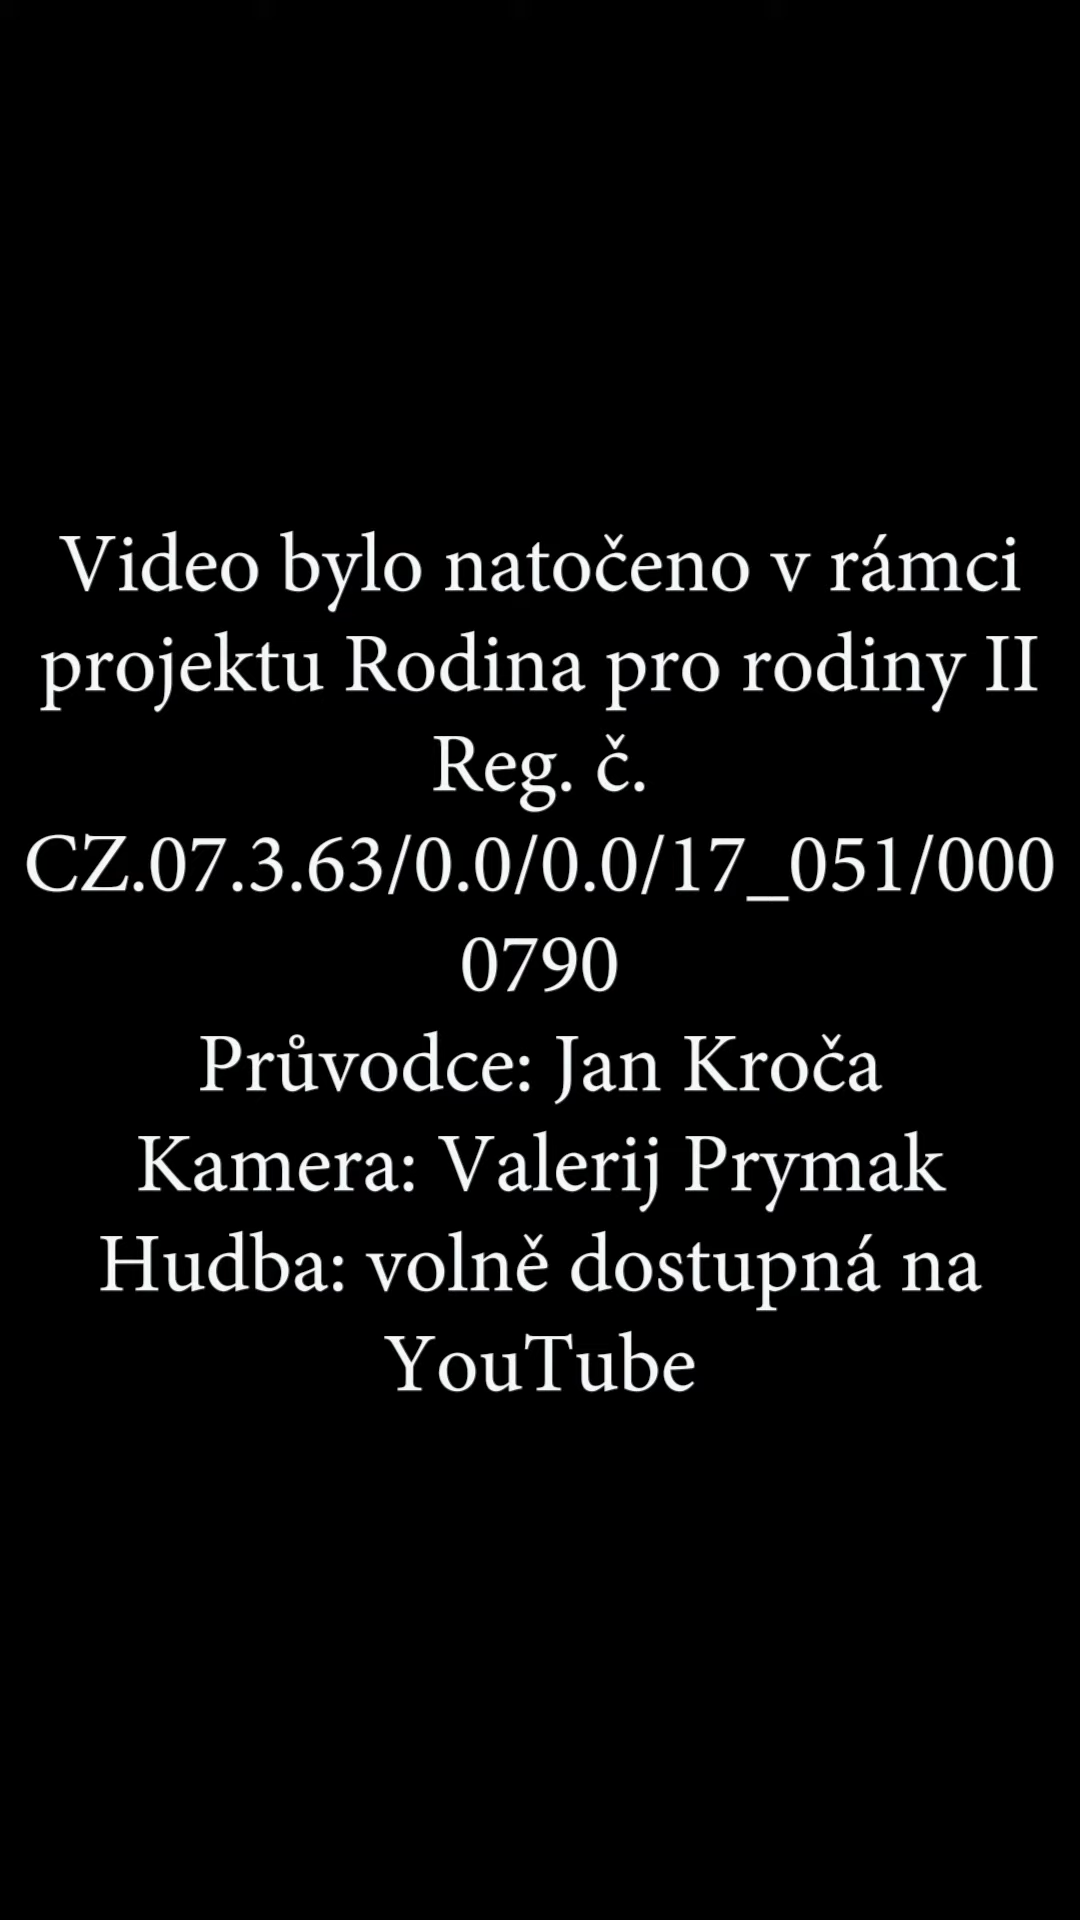 Video bylo natočeno v rámci
projektu Rodina pro rodiny II
Reg. č.
CZ.07.3.63/0.0/0.0/17_051/000
0790
Průvodce: Jan Kroča
Kamera: Valerij Prymak
Hudba: volně dostupná na
YouTube